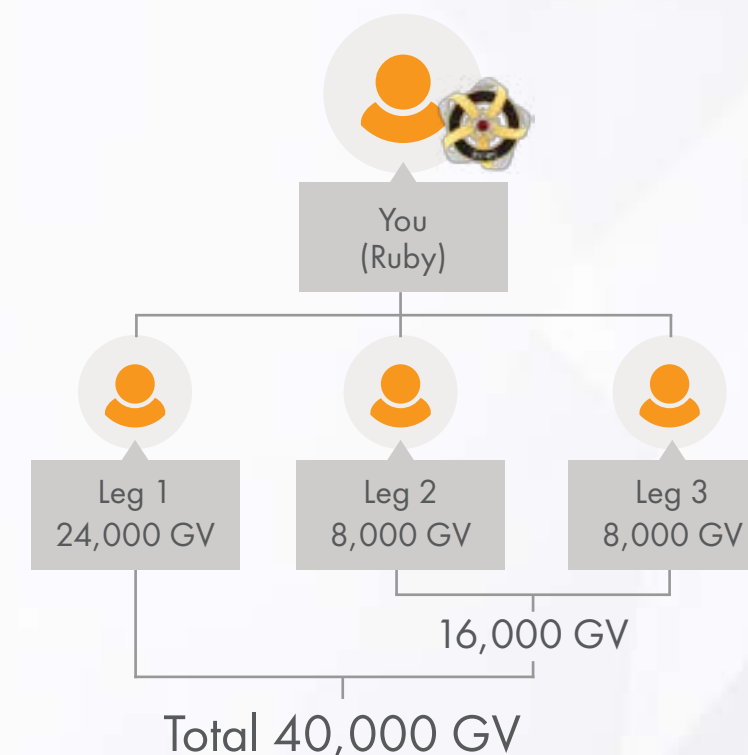 You
(Ruby)
Leg 1
24,000 GV
Leg 2
8,000 GV
Leg 3
8,000 GV
16,000 GV
Total 40,000 GV